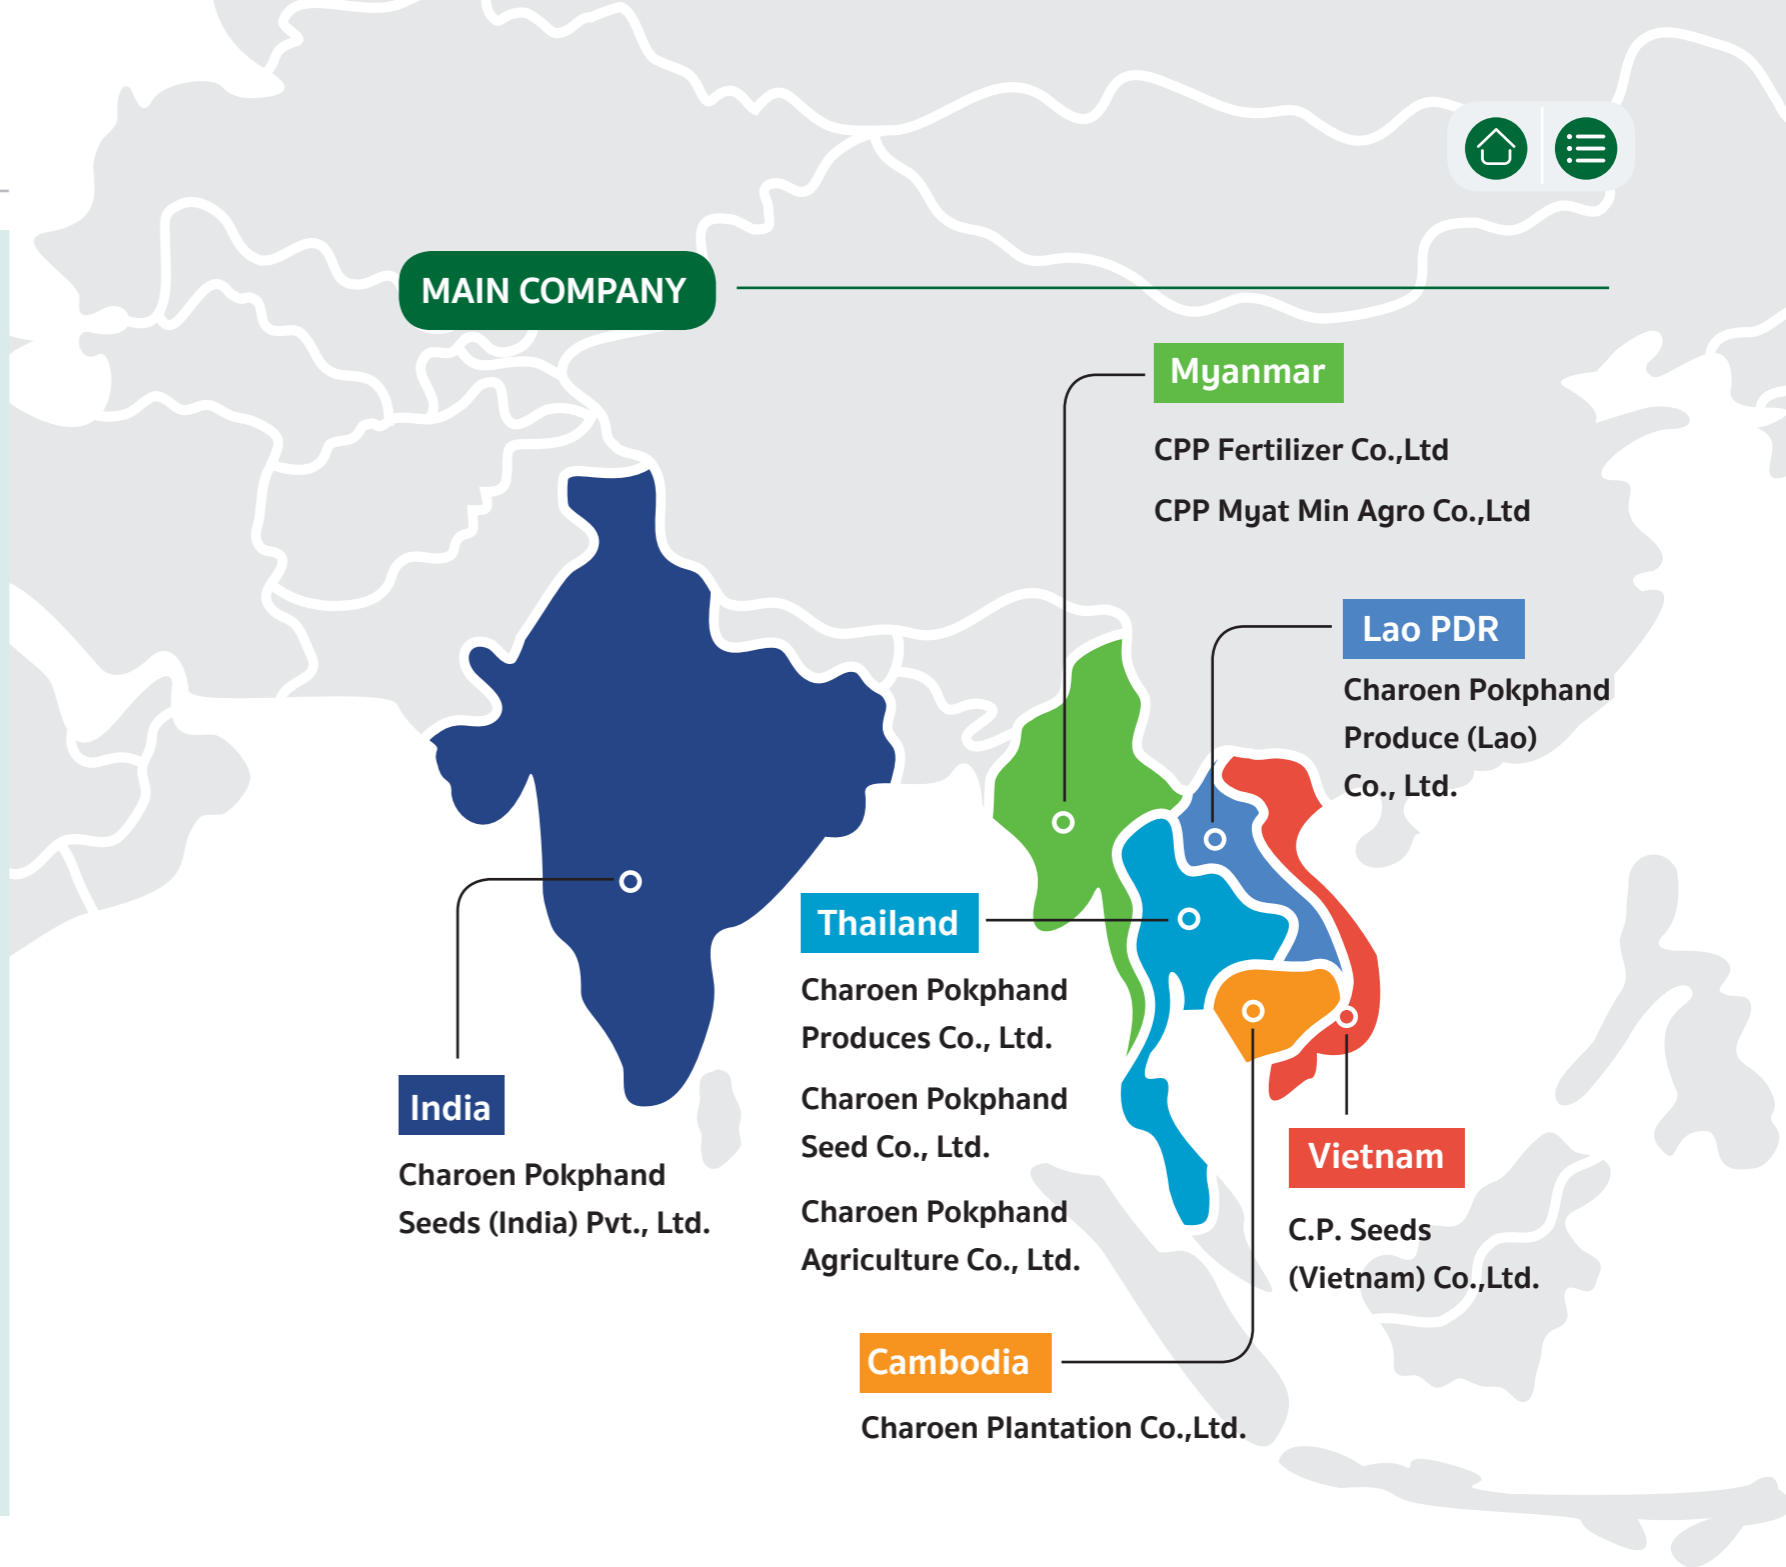 MAIN COMPANY
Myanmar
CPP Fertilizer Co.,Ltd
CPP Myat Min Agro Co.,Ltd
Lao PDR
Charoen Pokphand
Produce (Lao)
Co., Ltd.
Thailand
Charoen Pokphand
Produces Co., Ltd.
Charoen Pokphand
Seed Co., Ltd.
Charoen Pokphand
Agriculture Co., Ltd.
India
Charoen Pokphand
Seeds (India) Pvt., Ltd.
Vietnam
C.P. Seeds
(Vietnam) Co.,Ltd.
Cambodia
Charoen Plantation Co.,Ltd.